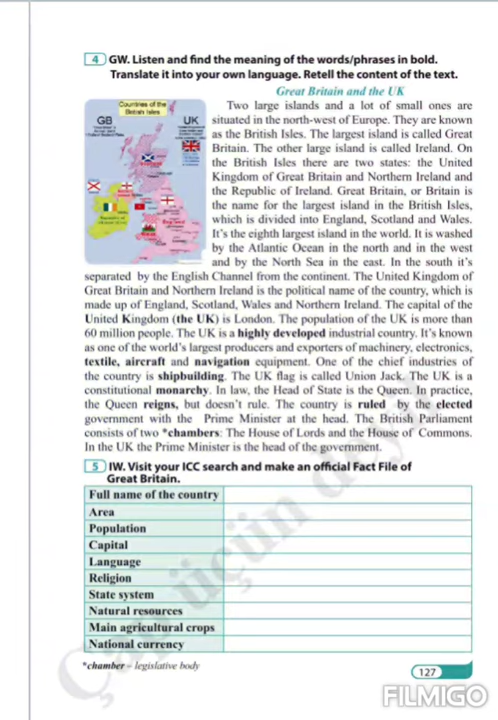 4 GW. Listen and find the meaning of the words/phrases in bold.
Translate it into your own language. Retell the content of the text.
Great Britain and the UK
Countries of the
British Isles
GB
UK
Two large islands and a lot of small ones are
situated in the north-west of Europe. They are known
as the British Isles. The largest island is called Great
Britain. The other large island is called Ireland. On
the British Isles there are two states: the United
Kingdom of Great Britain and Northern Ireland and
the Republic of Ireland. Great Britain, or Britain is
the name for the largest island in the British Isles,
which is divided into England, Scotland and Wales.
It's the eighth largest island in the world. It is washed
by the Atlantic Ocean in the north and in the west
and by the North Sea in the east. In the south it's
separated by the English Channel from the continent. The United Kingdom of
Great Britain and Northern Ireland is the political name of the country, which is
made up of England, Scotland, Wales and Northern Ireland. The capital of the
United Kingdom (the UK) is London. The population of the UK is more than
60 million people. The UK is a highly developed industrial country. It's known
as one of the world's largest producers and exporters of machinery, electronics,
textile, aircraft and navigation equipment. One of the chief industries of
the country is shipbuilding. The UK flag is called Union Jack. The UK is a
constitutional monarchy. In law, the Head of State is the Queen. In practice,
the Queen reigns, but doesn't rule. The country is ruled by the elected
government with the Prime Minister at the head. The British Parliament
consists of two *chambers: The House of Lords and the House of Commons.
In the UK the Prime Minister is the head of the government.
5 IW. Visit your ICC search and make an official Fact File of
Great Britain.
Full name of the country
Area
Population
Capital
Language
Religion
State system
Natural resources
Main agricultural crops
National currency
*chamber – legislative body
127
Çap üçün deyil
FILMIGO